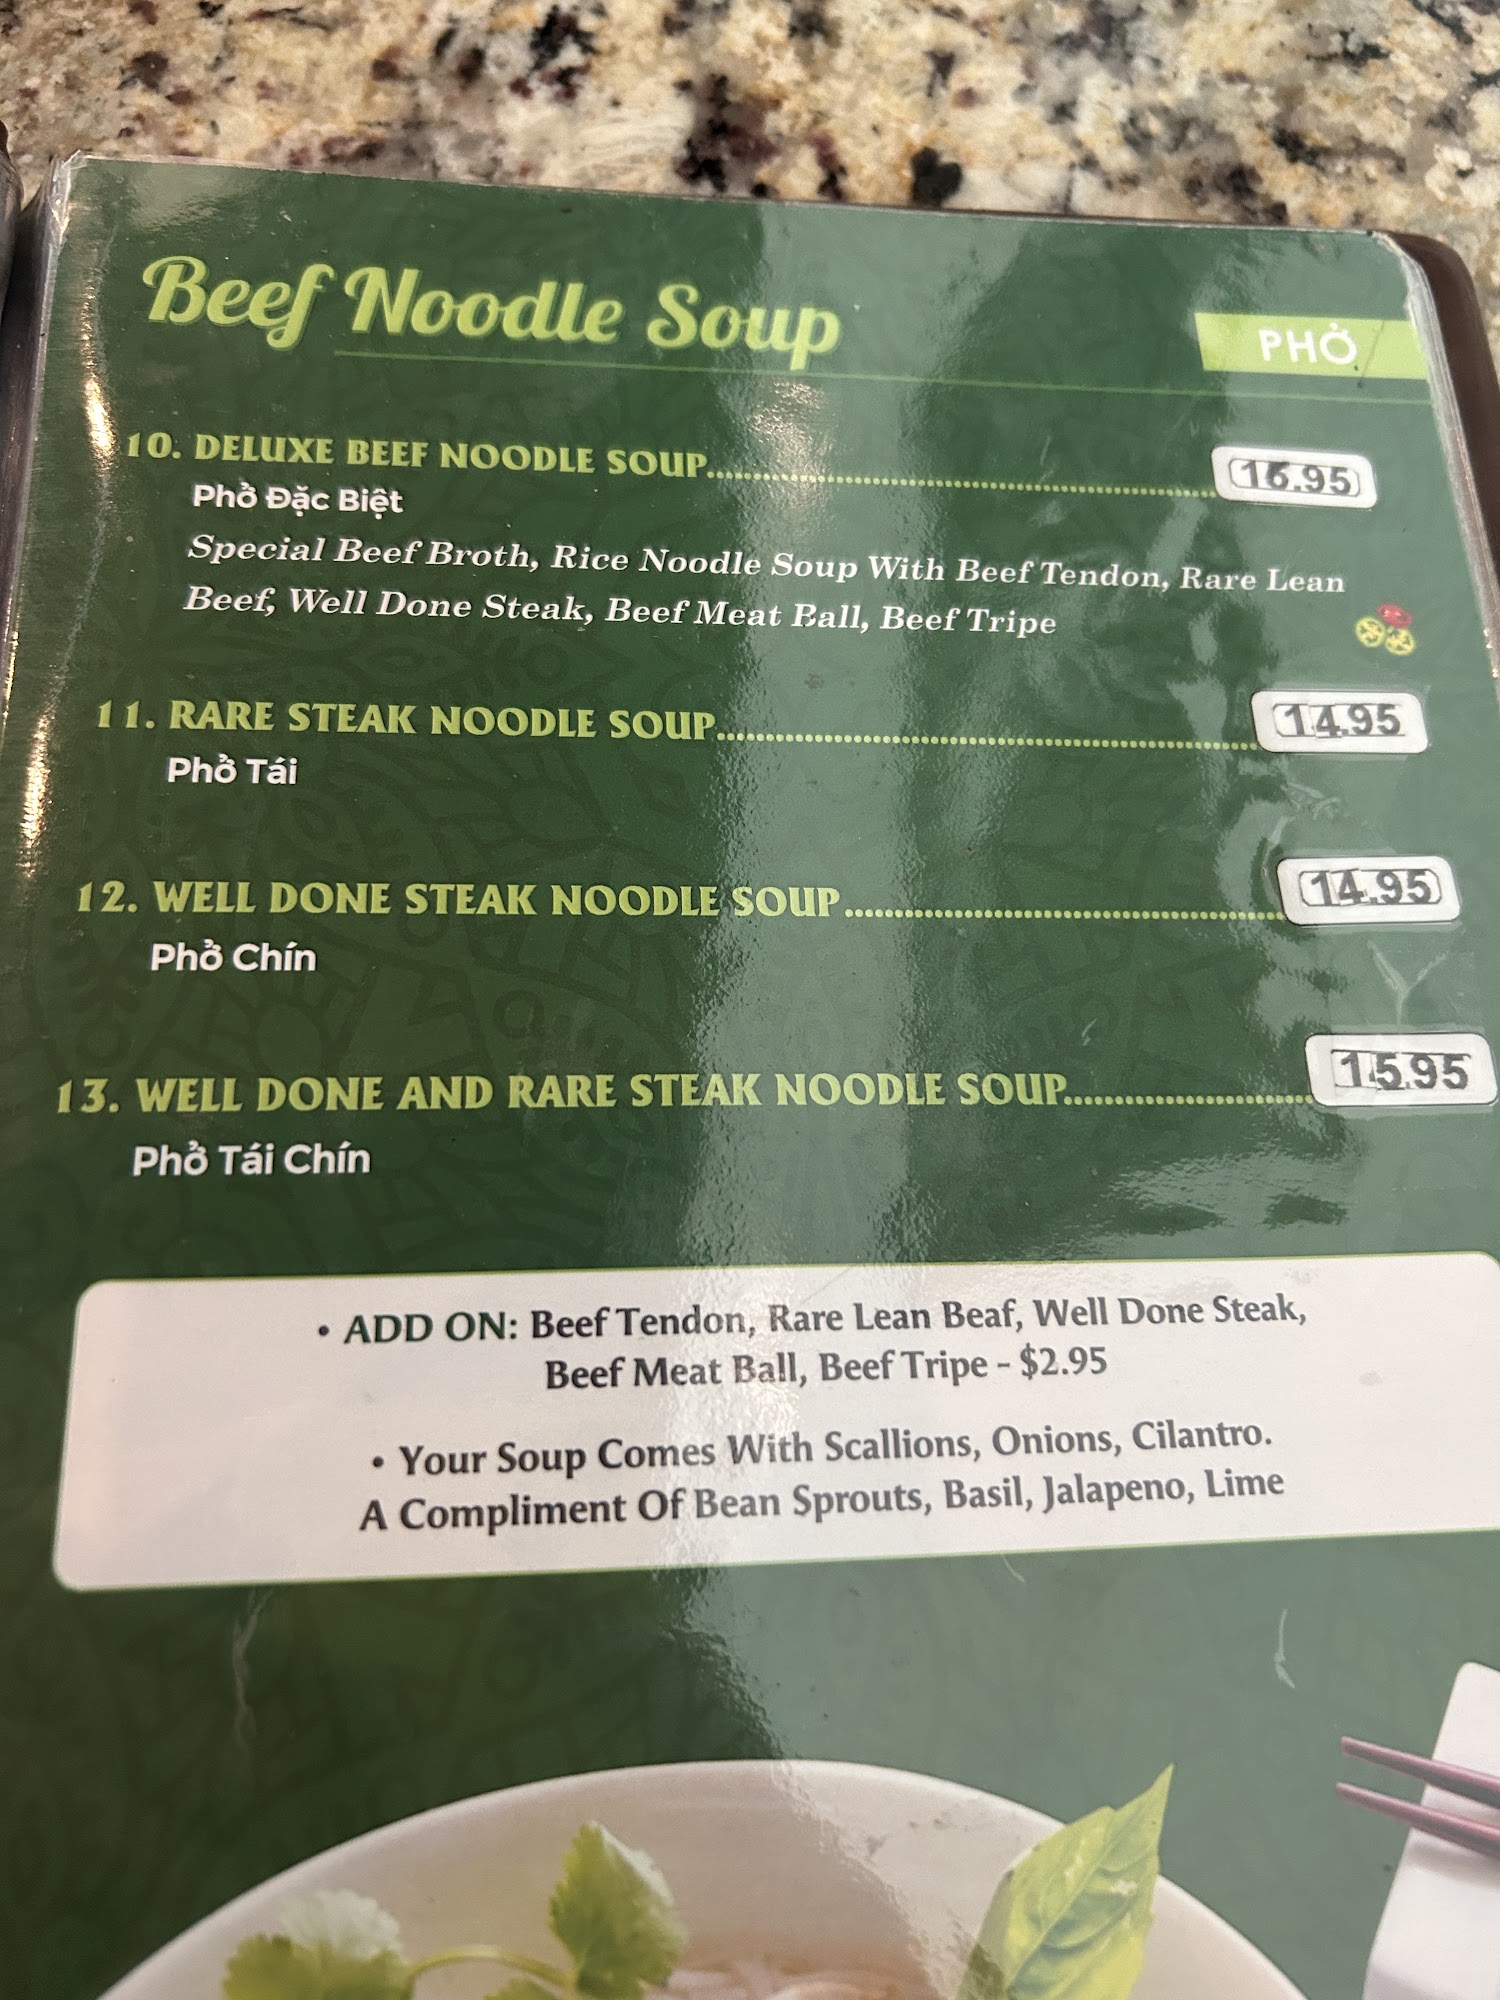 Beef Noodle Soup
PHỞ
10. DELUXE BEEF NOODLE SOUP 16.95
Phở Đặc Biệt
Special Beef Broth, Rice Noodle Soup With Beef Tendon, Rare Lean
Beef, Well Done Steak, Beef Meat Ball, Beef Tripe
11. RARE STEAK NOODLE SOUP 14.95
Phở Tái
12. WELL DONE STEAK NOODLE SOUP 14.95
Phở Chín
13. WELL DONE AND RARE STEAK NOODLE SOUP 15.95
Phở Tái Chín
• ADD ON: Beef Tendon, Rare Lean Beaf, Well Done Steak,
Beef Meat Ball, Beef Tripe - $2.95
• Your Soup Comes With Scallions, Onions, Cilantro.
A Compliment Of Bean Sprouts, Basil, Jalapeno, Lime